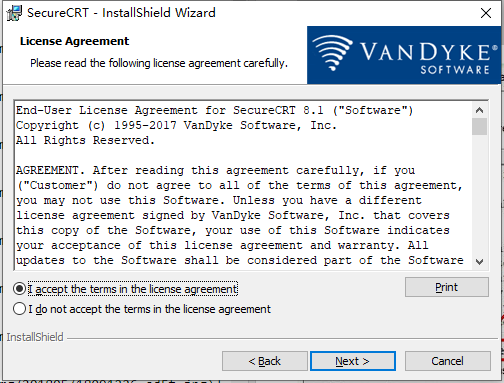 SecureCRT - InstallShield Wizard
License Agreement
Please read the following license agreement carefully.
VANDYKE
SOFTWARE
End-User License Agreement for SecureCRT 8.1 ("Software")
Copyright (c) 1995-2017 VanDyke Software, Inc.
All Rights Reserved.
AGREEMENT. After reading this agreement carefully, if you
("Customer") do not agree to all of the terms of this agreement,
you may not use this Software. Unless you have a different
license agreement signed by VanDyke Software, Inc. that covers
this copy of the Software, your use of this Software indicates
your acceptance of this license agreement and warranty. All
updates to the Software shall be considered part of the Software
I accept the terms in the license agreement
Print
I do not accept the terms in the license agreement
InstallShield
< Back
Next >
Cancel